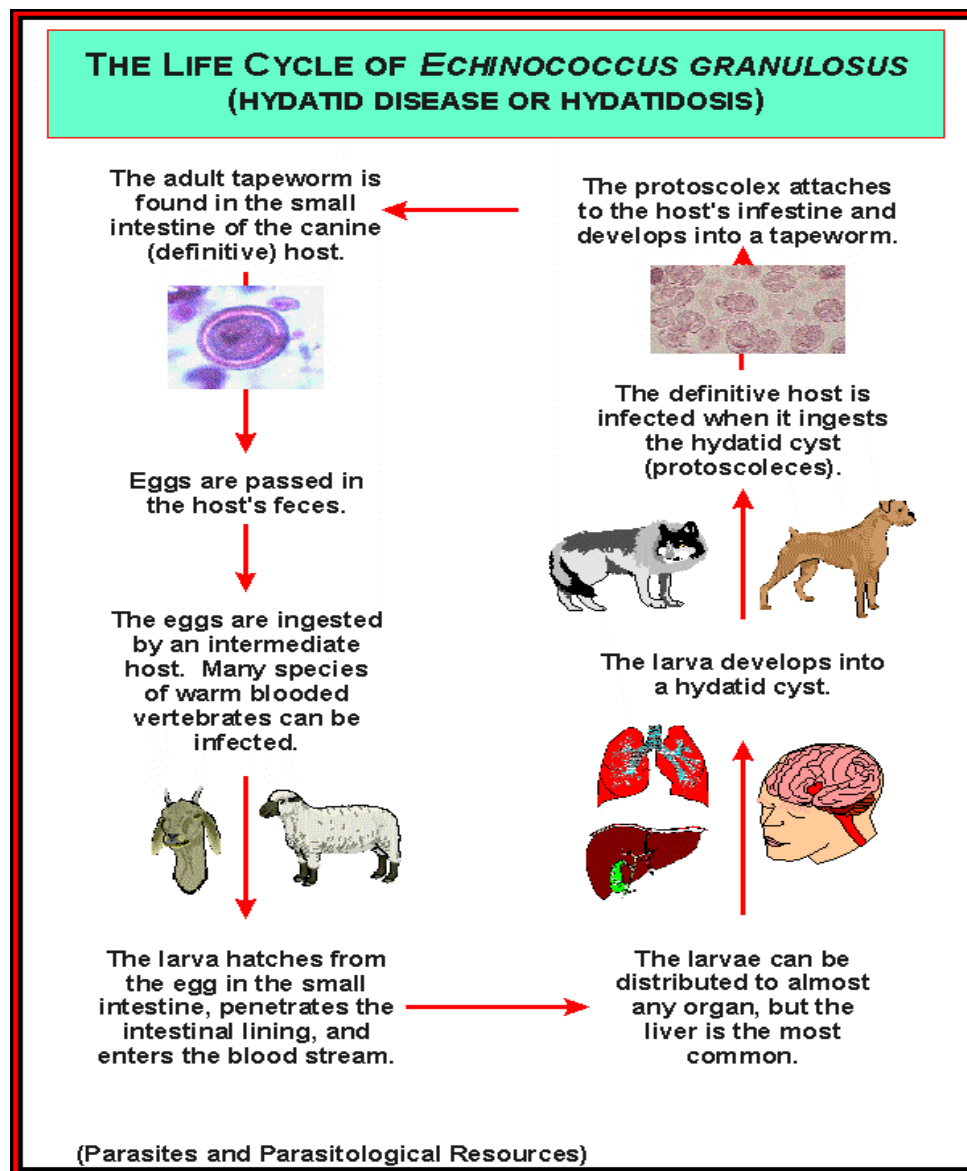 THE LIFE CYCLE OF ECHINOCOCCUS GRANULOSUS
(HYDATID DISEASE OR HYDATIDOSIS)
The adult tapeworm is
found in the small
intestine of the canine
(definitive) host.
Eggs are passed in
the host's feces.
The eggs are ingested
by an intermediate
host. Many species
of warm blooded
vertebrates can be
infected.
The larva hatches from
the egg in the small
intestine, penetrates the
intestinal lining, and
enters the blood stream.
The larvae can be
distributed to almost
any organ, but the
liver is the most
common.
The larva develops into
a hydatid cyst.
The definitive host is
infected when it ingests
the hydatid cyst
(protoscoleces).
The protoscolex attaches
to the host's infestine and
develops into a tapeworm.
(Parasites and Parasitological Resources)